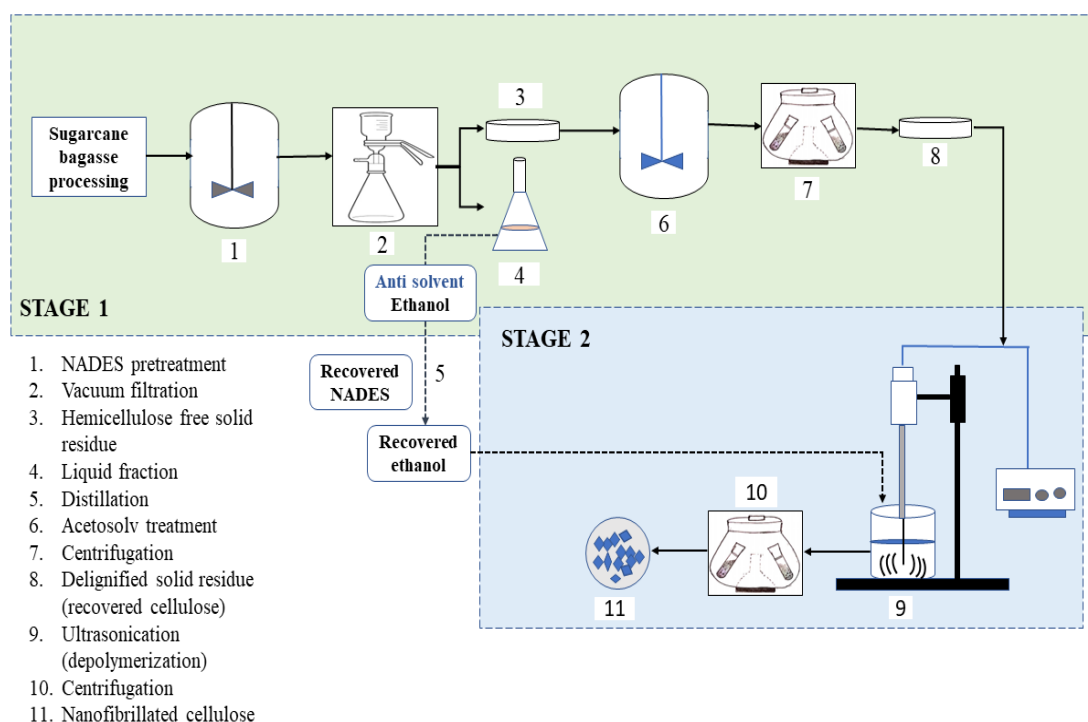 Sugarcane
bagasse
processing
1
2
3
4
6
7
8
Anti solvent
Ethanol
STAGE 1
STAGE 2
Recovered
NADES
5
Recovered
ethanol
10
11
9
1. NADES pretreatment
2. Vacuum filtration
3. Hemicellulose free solid
residue
4. Liquid fraction
5. Distillation
6. Acetosolv treatment
7. Centrifugation
8. Delignified solid residue
(recovered cellulose)
9. Ultrasonication
(depolymerization)
10. Centrifugation
11. Nanofibrillated cellulose